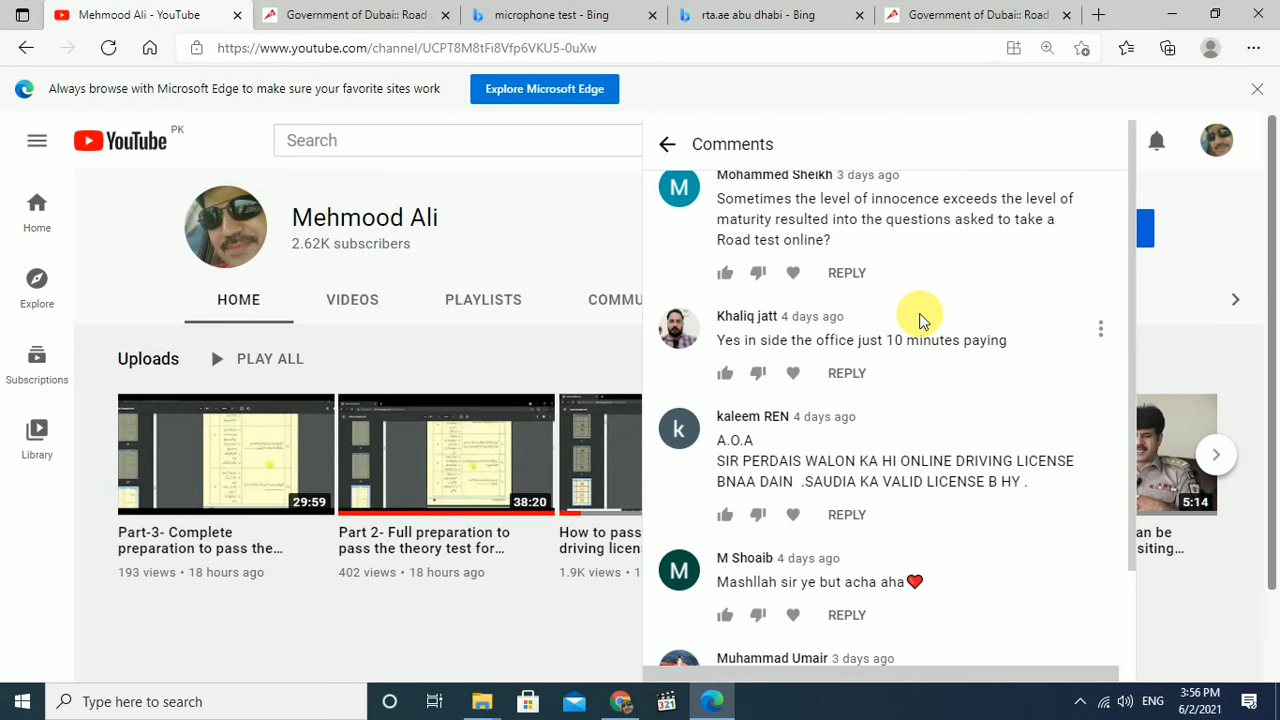 Mehmood Ali - YouTube
Government of Dubai:: Road
microphone test - Bing
rta.ae abu dhabi - Bing
Government of Dubai:: Road
https://www.youtube.com/channel/UCPT8M8tFi8Vfp6VKU5-0uXw
Always browse with Microsoft Edge to make sure your favorite sites work
Explore Microsoft Edge
YouTube PK
Search
Home
Explore
Subscriptions
Library
Mehmood Ali
2.62K subscribers
HOME
VIDEOS
PLAYLISTS
COMMU
Uploads
PLAY ALL
29:59
Part-3- Complete
preparation to pass the...
193 views • 18 hours ago
38:20
Part 2- Full preparation to
pass the theory test for...
402 views • 18 hours ago
How to pass
driving licen
1.9K views • 1
Comments
Mohammed Sheikh 3 days ago
Sometimes the level of innocence exceeds the level of
maturity resulted into the questions asked to take a
Road test online?
REPLY
Khaliq jatt 4 days ago
Yes in side the office just 10 minutes paying
REPLY
kaleem REN 4 days ago
A.O.A
SIR PERDAIS WALON KA HI ONLINE DRIVING LICENSE
BNAA DAIN .SAUDIA KA VALID LICENSE B HY .
REPLY
M Shoaib 4 days ago
Mashllah sir ye but acha aha❤
REPLY
Muhammad Umair 3 days ago
5:14
an be
siting...
Type here to search
321
ENG
3:56 PM
6/2/2021